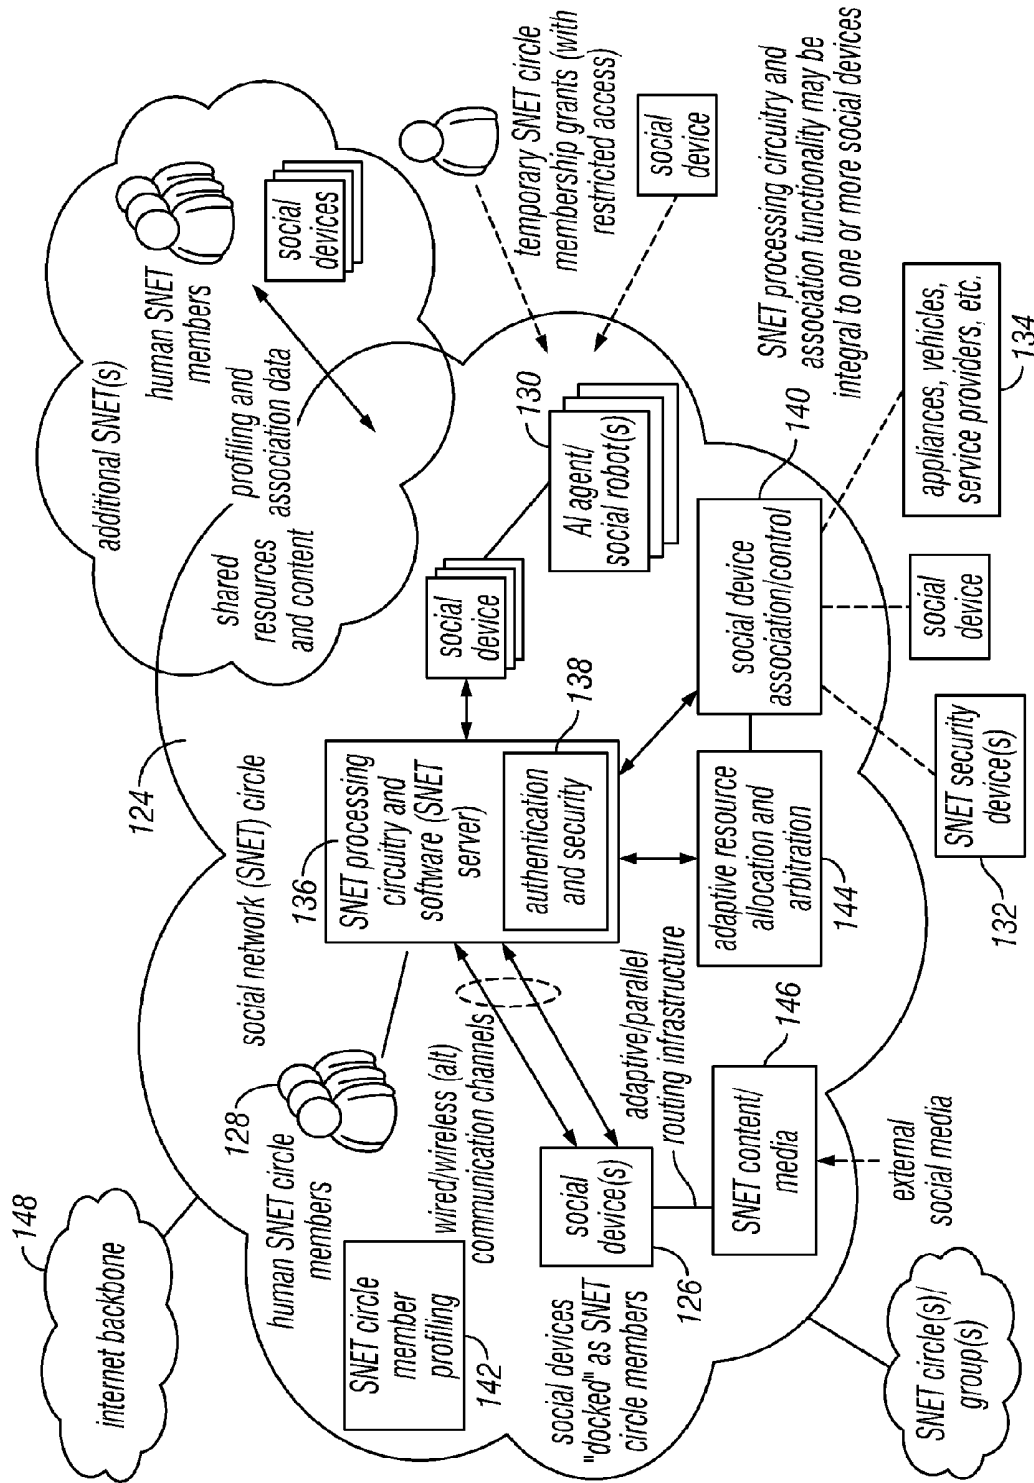 148
internet backbone
124
additional SNET(s)
human SNET
members
social
devices
profiling and
association data
shared
resources
and content
social network (SNET) circle
128
human SNET circle
members
SNET circle
member
profiling
142
136
SNET processing
circuitry and
software (SNET
server)
138
authentication
and security
social
device
130
AI agent/
social robot(s)
temporary SNET circle
membership grants (with
restricted access)
social
device
wired/wireless (alt)
communication channels
social
device(s)
126
social devices
"docked" as SNET
circle members
adaptive/parallel
routing infrastructure
146
SNET content/
media
external
social media
adaptive resource
allocation and
arbitration
144
140
social device
association/control
SNET processing circuitry and
association functionality may be
integral to one or more social devices
SNET circle(s)/
group(s)
SNET security
device(s)
132
social
device
appliances, vehicles,
service providers, etc.
134